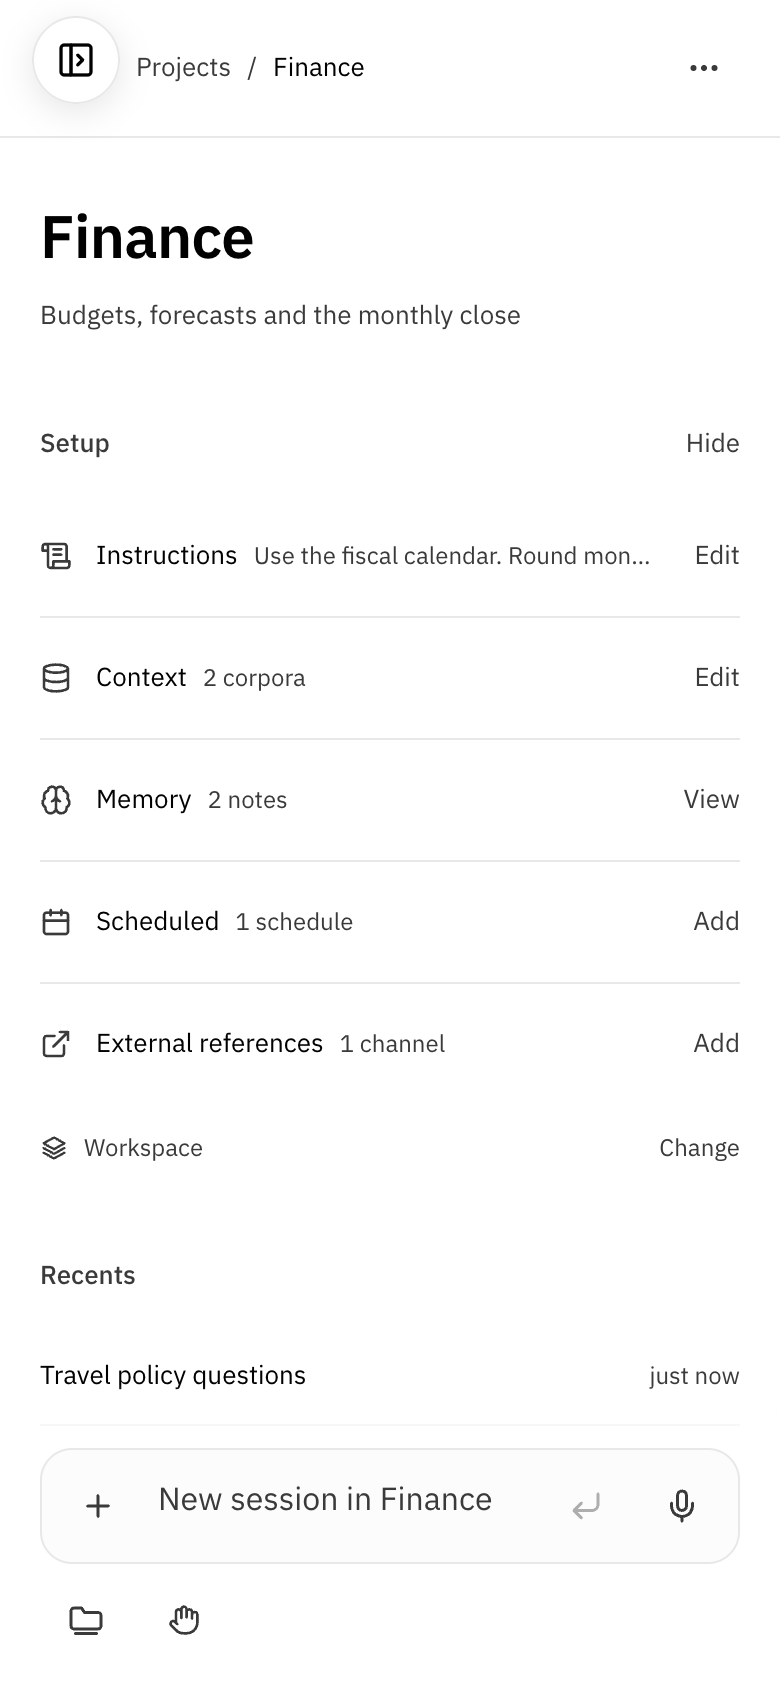 Projects / Finance
Finance
Budgets, forecasts and the monthly close
Setup Hide
Instructions Use the fiscal calendar. Round mon... Edit
Context 2 corpora Edit
Memory 2 notes View
Scheduled 1 schedule Add
External references 1 channel Add
Workspace Change
Recents
Travel policy questions just now
New session in Finance